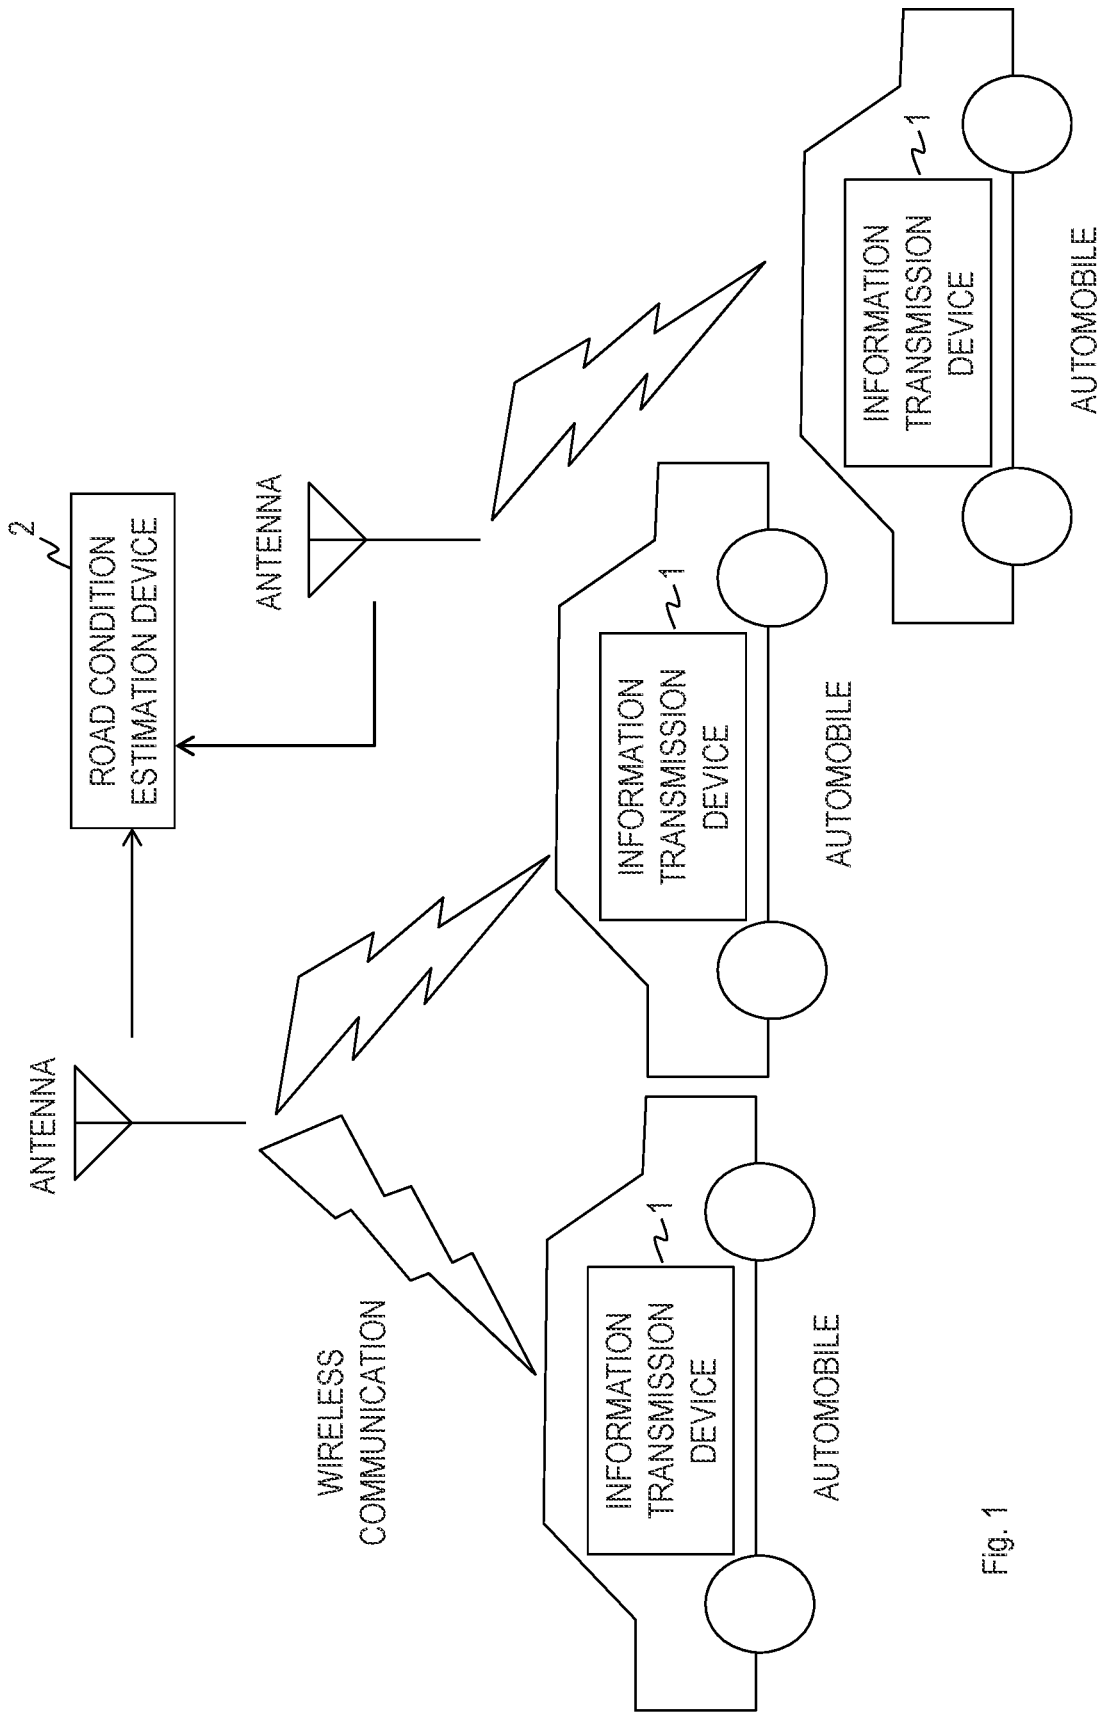 ANTENNA
2
ROAD CONDITION
ESTIMATION DEVICE
ANTENNA
WIRELESS
COMMUNICATION
1
INFORMATION
TRANSMISSION
DEVICE
AUTOMOBILE
1
INFORMATION
TRANSMISSION
DEVICE
AUTOMOBILE
1
INFORMATION
TRANSMISSION
DEVICE
AUTOMOBILE
Fig. 1